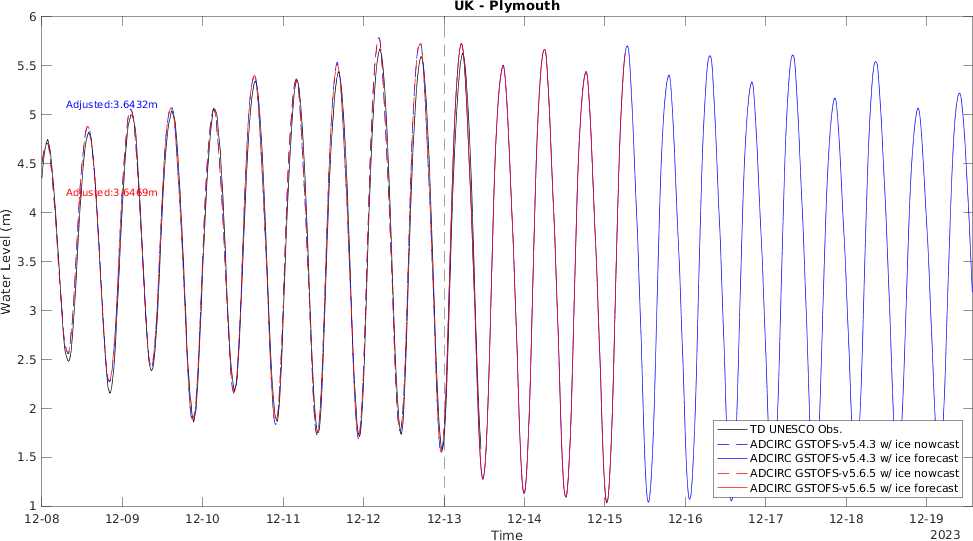 UK - Plymouth
6
5.5
5
4.5
4
3.5
3
2.5
2
1.5
1
Water Level (m)
Adjusted:3.6432m
Adjusted:3.6469m
TD UNESCO Obs.
ADCIRC GSTOFS-v5.4.3 w/ ice nowcast
ADCIRC GSTOFS-v5.4.3 w/ ice forecast
ADCIRC GSTOFS-v5.6.5 w/ ice nowcast
ADCIRC GSTOFS-v5.6.5 w/ ice forecast
12-08 12-09 12-10 12-11 12-12 12-13 12-14 12-15 12-16 12-17 12-18 12-19
Time
2023